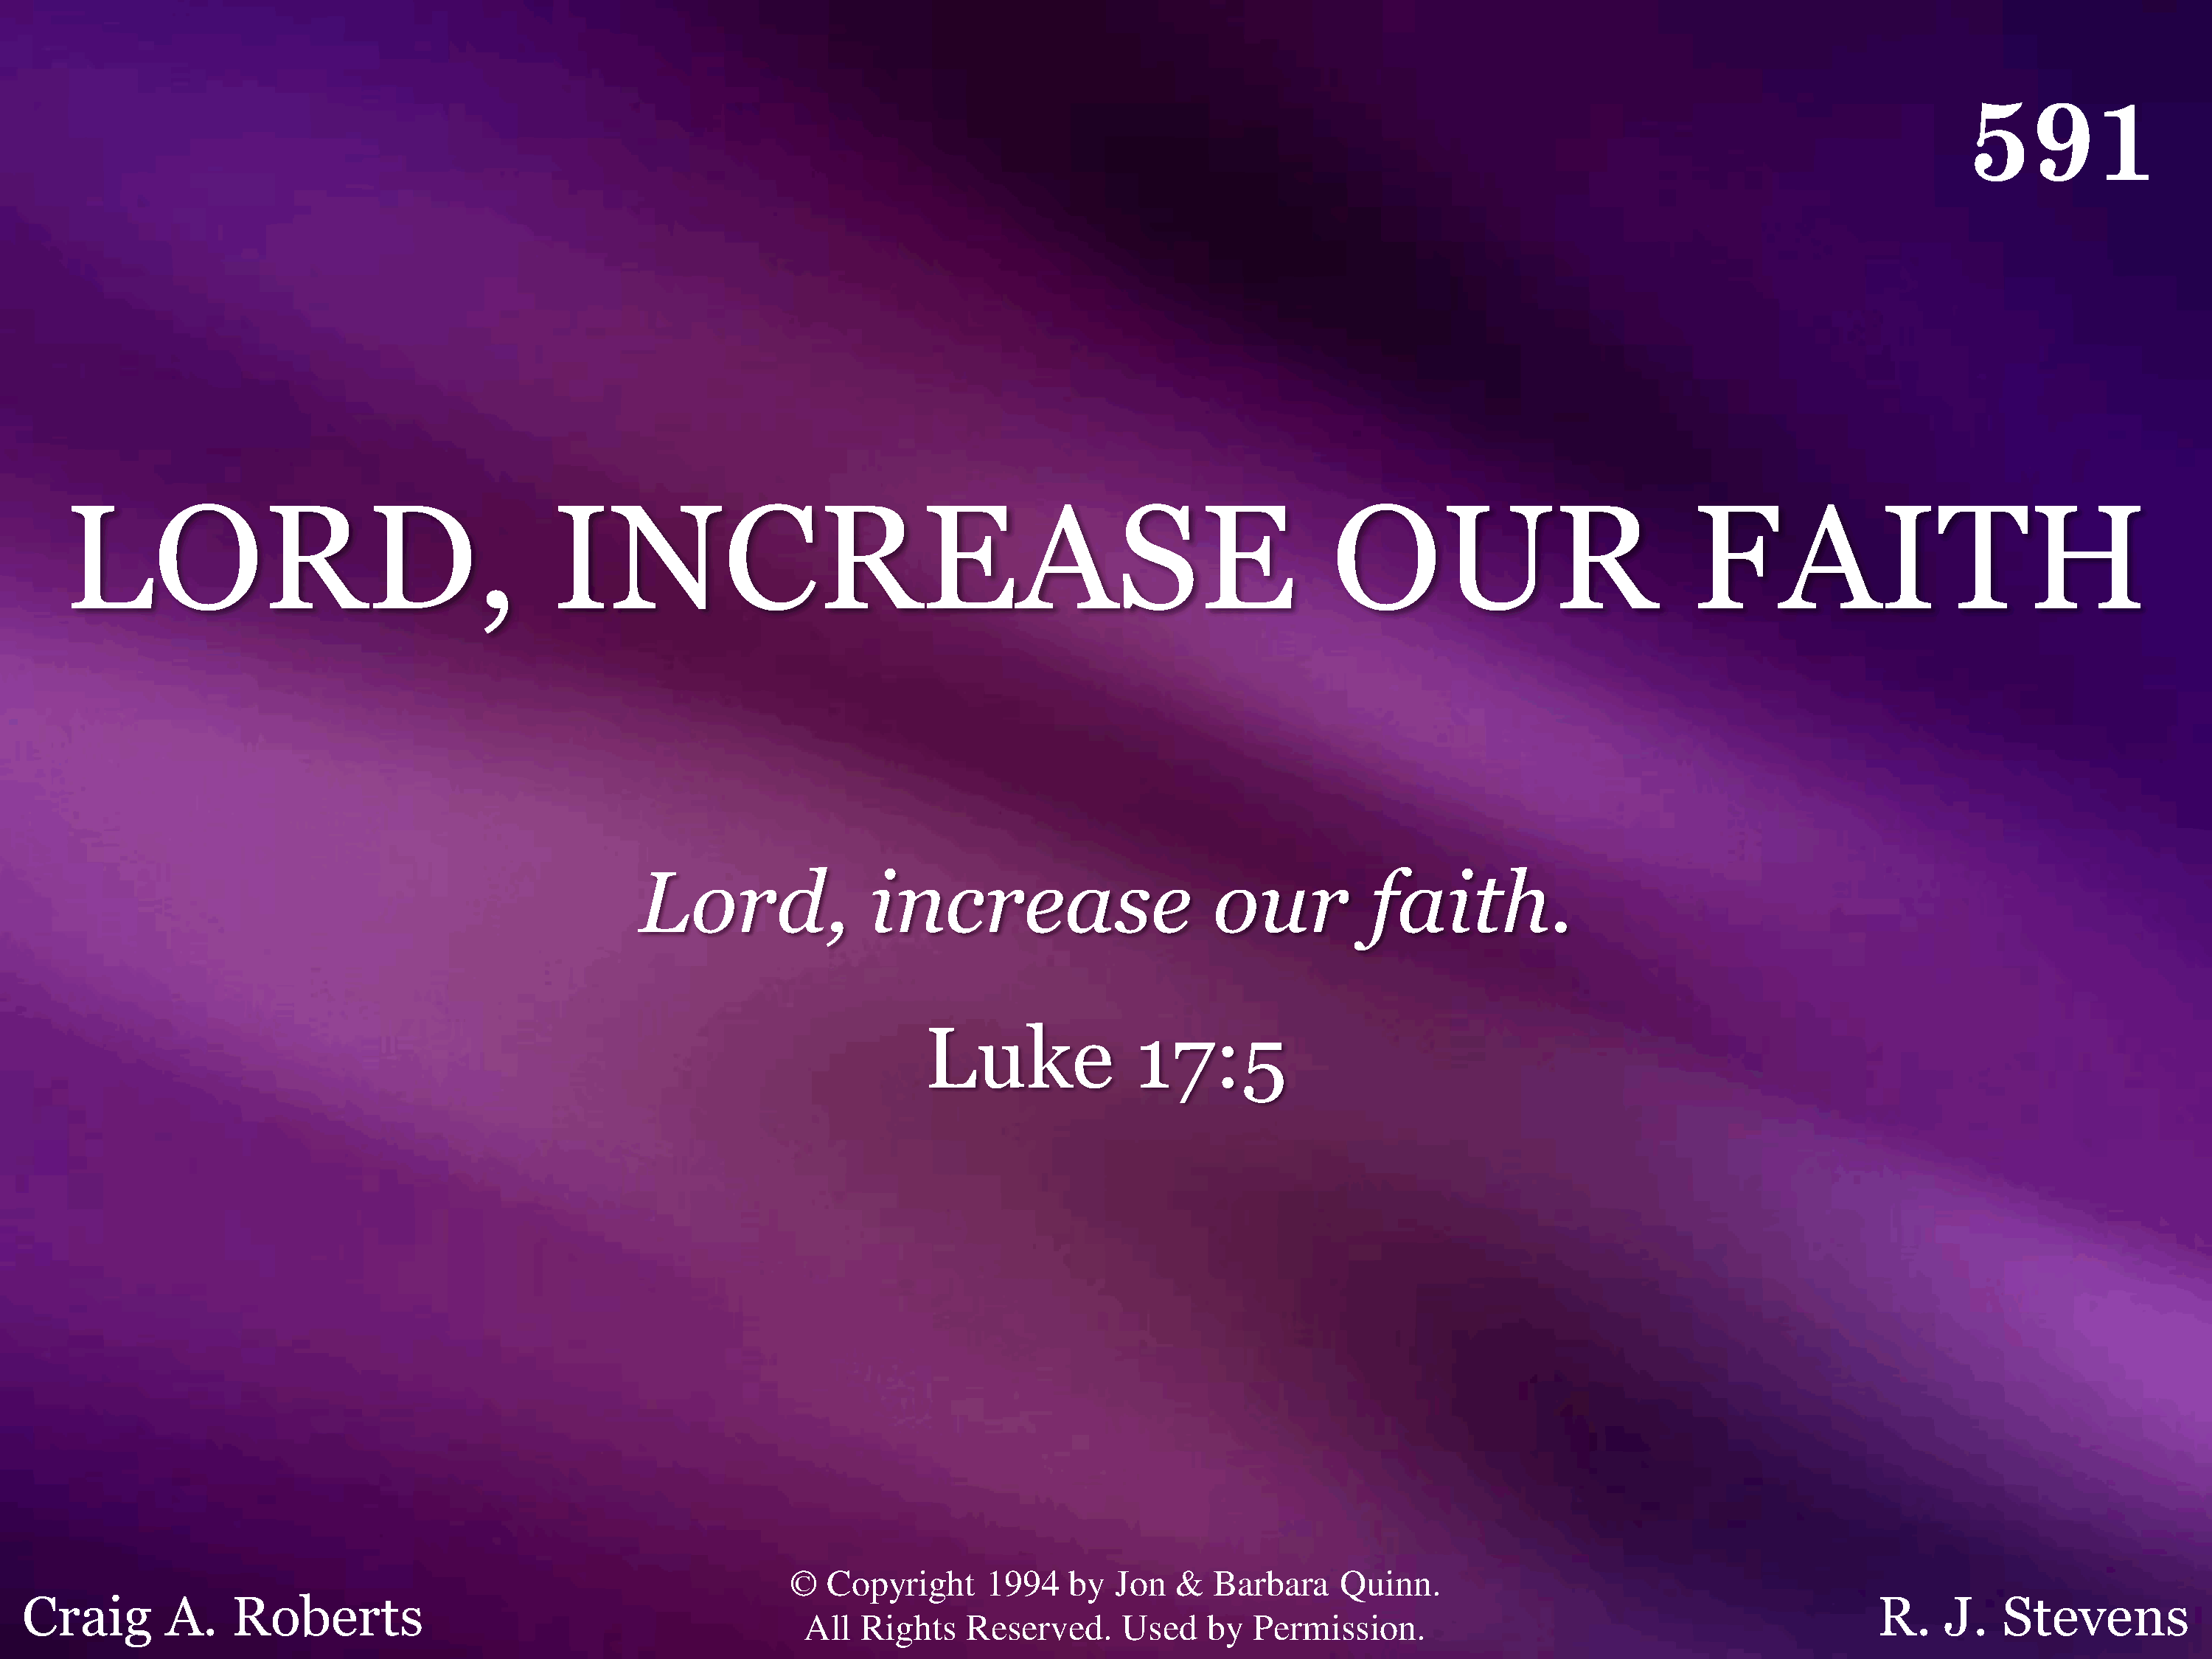 591
LORD, INCREASE OUR FAITH
Lord, increase our faith.
Luke 17:5
© Copyright 1994 by Jon & Barbara Quinn.
All Rights Reserved. Used by Permission.
Craig A. Roberts
R. J. Stevens